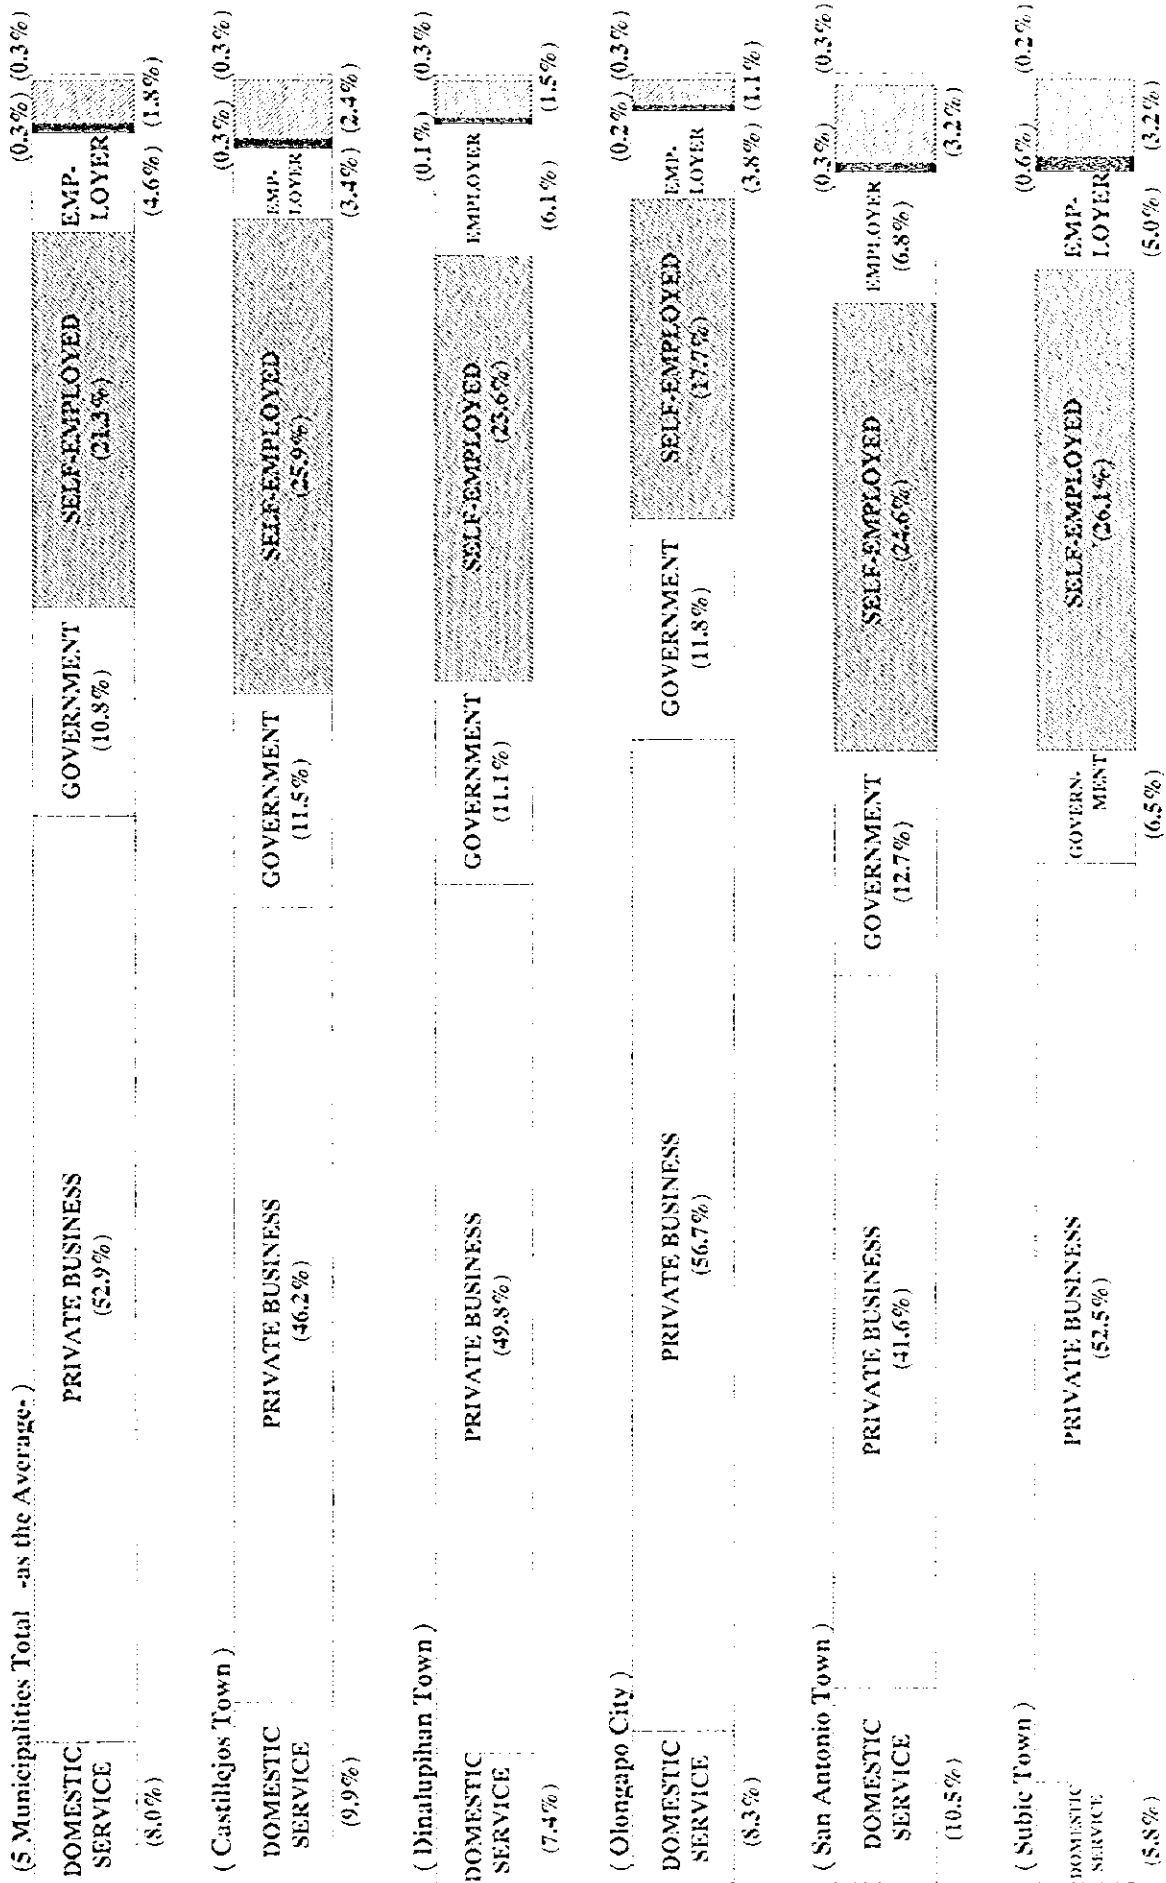 (5 Municipalities Total -as the Average-)
DOMESTIC
SERVICE
(8.0%)
PRIVATE BUSINESS
(52.9%)
GOVERNMENT
(10.8%)
SELF-EMPLOYED
(21.3%)
EMP-
LOYER
(4.6%)
(0.3%)
(1.8%)
(0.3%)
( Castillejos Town )
DOMESTIC
SERVICE
(9.9%)
PRIVATE BUSINESS
(46.2%)
GOVERNMENT
(11.5%)
SELF-EMPLOYED
(25.9%)
EMP-
LOYER
(3.4%)
(0.3%)
(2.4%)
(0.3%)
( Dinalupihan Town )
DOMESTIC
SERVICE
(7.4%)
PRIVATE BUSINESS
(49.8%)
GOVERNMENT
(11.1%)
SELF-EMPLOYED
(23.6%)
EMPLOYER
(6.1%)
(0.1%)
(1.5%)
(0.3%)
( Olongapo City )
DOMESTIC
SERVICE
(8.3%)
PRIVATE BUSINESS
(56.7%)
GOVERNMENT
(11.8%)
SELF-EMPLOYED
(17.7%)
EMP-
LOYER
(3.8%)
(0.2%)
(1.1%)
(0.3%)
( San Antonio Town )
DOMESTIC
SERVICE
(10.5%)
PRIVATE BUSINESS
(41.6%)
GOVERNMENT
(12.7%)
SELF-EMPLOYED
(24.6%)
EMPLOYER
(6.8%)
(0.3%)
(3.2%)
(0.3%)
( Subic Town )
DOMESTIC
SERVICE
(5.8%)
PRIVATE BUSINESS
(52.5%)
GOVERN-
MENT
(6.5%)
SELF-EMPLOYED
(26.1%)
EMP-
LOYER
(5.0%)
(0.6%)
(3.2%)
(0.2%)